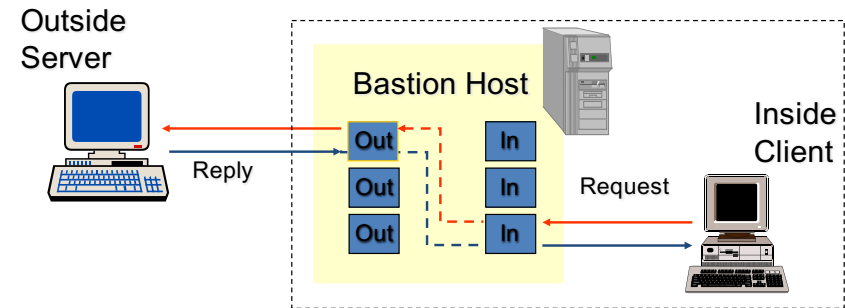 Outside
Server
Bastion Host
Inside
Client
Out
In
Reply
Out
In
Request
Out
In